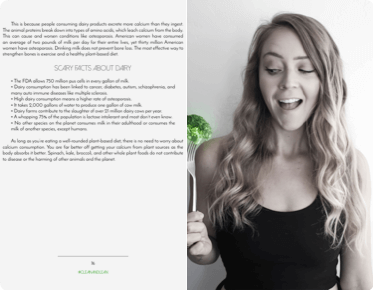 This is because people consuming dairy products excrete more calcium than they ingest.
The animal proteins break down into types of amino acids, which leach calcium from the body.
This can cause and worsen conditions like osteoporosis. American women have consumed
an average of two pounds of milk per day for their entire lives, yet thirty million American
women have osteoporosis. Drinking milk does not prevent bone loss. The most effective way to
strengthen bones is exercise and a healthy plant-based diet.
SCARY FACTS ABOUT DAIRY
• The FDA allows 750 million pus cells in every gallon of milk.
• Dairy consumption has been linked to cancer, diabetes, autism, schizophrenia, and
many auto immune diseases like multiple sclerosis.
• High dairy consumption means a higher rate of osteoporosis.
• It takes 2,000 gallons of water to produce one gallon of cow milk.
• Dairy farms contribute to the slaughter of over 21 million dairy cows per year.
• A whopping 75% of the population is lactose intolerant and most don't even know.
• No other species on the planet consumes milk in their adulthood or consumes the
milk of another species, except humans.
As long as you're eating a well-rounded plant-based diet, there is no need to worry about
calcium consumption. You are far better off getting your calcium from plant sources as the
body absorbs it better. Spinach, kale, broccoli, and other whole plant foods do not contribute
to disease or the harming of other animals and the planet.